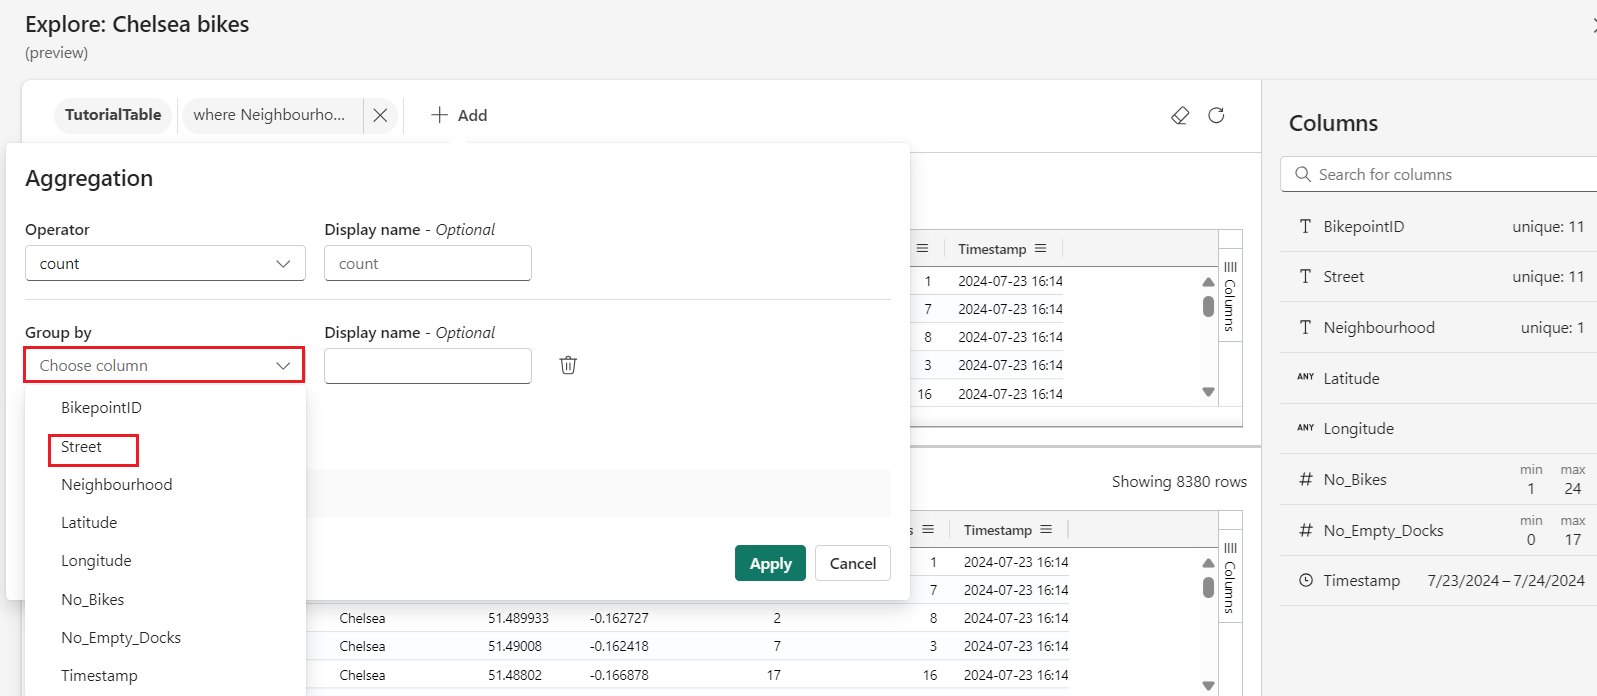 Explore: Chelsea bikes
(preview)
TutorialTable
where Neighbourho...
Add
Aggregation
Operator
Display name - Optional
count
count
Group by
Display name - Optional
Choose column
BikepointID
Street
Neighbourhood
Latitude
Longitude
No_Bikes
No_Empty_Docks
Timestamp
Apply
Cancel
Timestamp
1 2024-07-23 16:14
7 2024-07-23 16:14
8 2024-07-23 16:14
3 2024-07-23 16:14
16 2024-07-23 16:14
Columns
Showing 8380 rows
s Timestamp
1 2024-07-23 16:14
7 2024-07-23 16:14
Chelsea 51.489933 -0.162727 2 8 2024-07-23 16:14
Chelsea 51.49008 -0.162418 7 3 2024-07-23 16:14
Chelsea 51.48802 -0.166878 17 16 2024-07-23 16:14
Columns
Columns
Search for columns
T BikepointID unique: 11
T Street unique: 11
T Neighbourhood unique: 1
ANY Latitude
ANY Longitude
# No_Bikes min 1 max 24
# No_Empty_Docks min 0 max 17
Timestamp 7/23/2024 – 7/24/2024